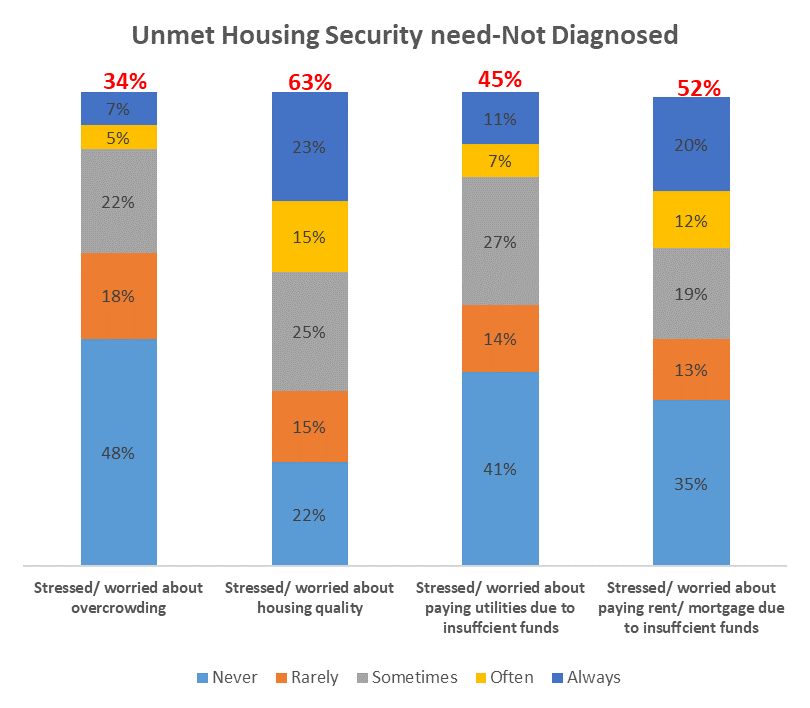 Unmet Housing Security need-Not Diagnosed
34% 63% 45% 52%
7% 23% 11% 20%
5% 15% 7% 12%
22% 25% 27% 19%
18% 15% 14% 13%
48% 22% 41% 35%
Stressed/ worried about
overcrowding
Stressed/ worried about
housing quality
Stressed/ worried about
paying utilities due to
insuffcient funds
Stressed/ worried about
paying rent/ mortgage due
to insuffcient funds
Never Rarely Sometimes Often Always